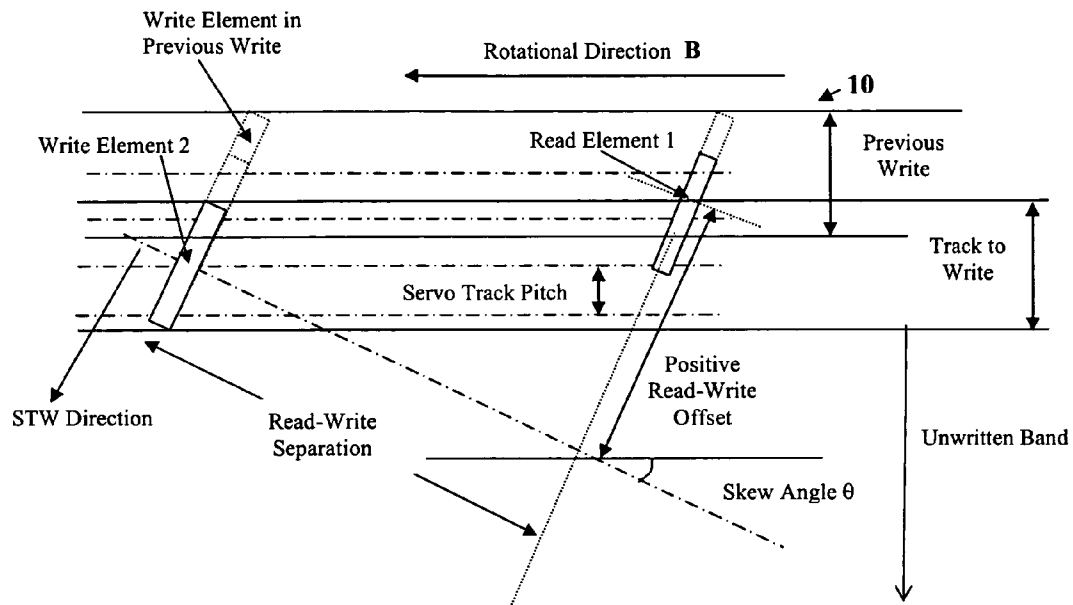 Write Element in
Previous Write
Rotational Direction B
10
Write Element 2
Read Element 1
Previous
Write
Track to
Write
Servo Track Pitch
STW Direction
Read-Write
Separation
Positive
Read-Write
Offset
Unwritten Band
Skew Angle θ